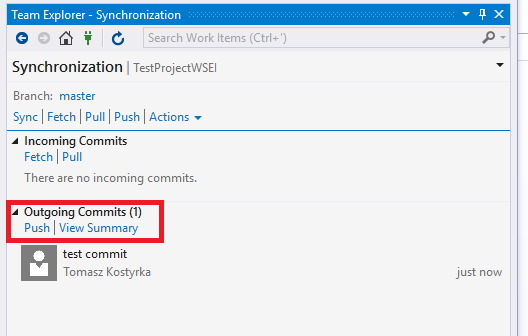 Team Explorer - Synchronization
Search Work Items (Ctrl+')
Synchronization | TestProjectWSEI
Branch: master
Sync | Fetch | Pull | Push | Actions
Incoming Commits
Fetch | Pull
There are no incoming commits.
Outgoing Commits (1)
Push | View Summary
test commit
Tomasz Kostyrka just now